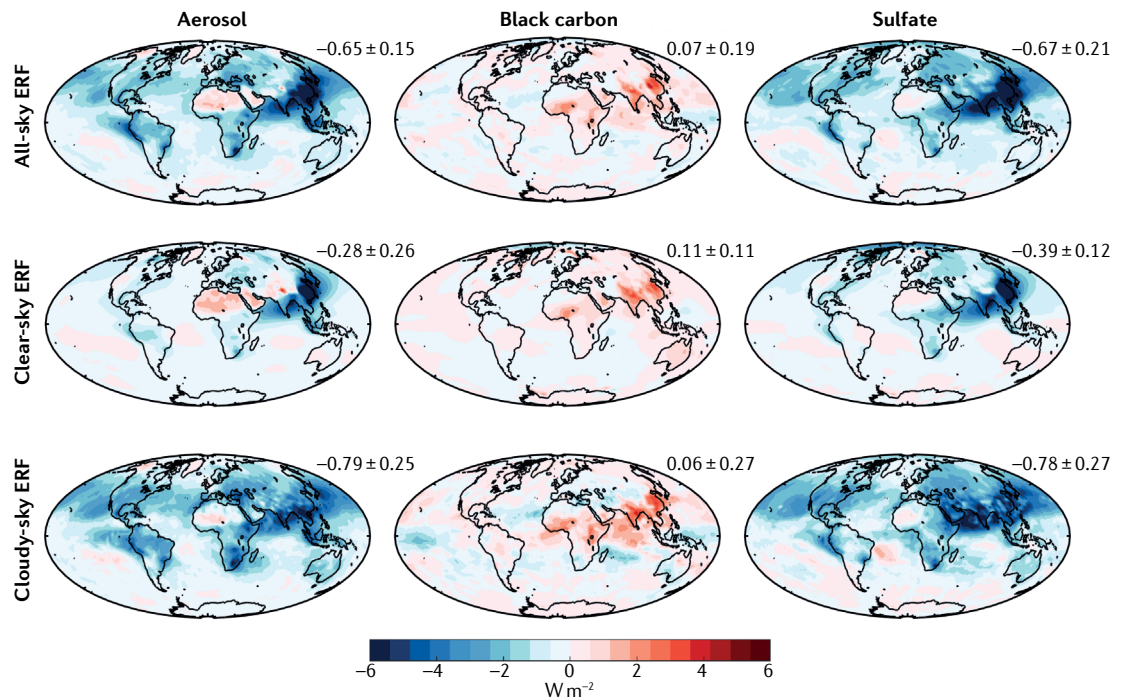 Aerosol
Black carbon
Sulfate
All-sky ERF
−0.65 ± 0.15
0.07 ± 0.19
−0.67 ± 0.21
Clear-sky ERF
−0.28 ± 0.26
0.11 ± 0.11
−0.39 ± 0.12
Cloudy-sky ERF
−0.79 ± 0.25
0.06 ± 0.27
−0.78 ± 0.27
−6 −4 −2 0 2 4 6
W m⁻²